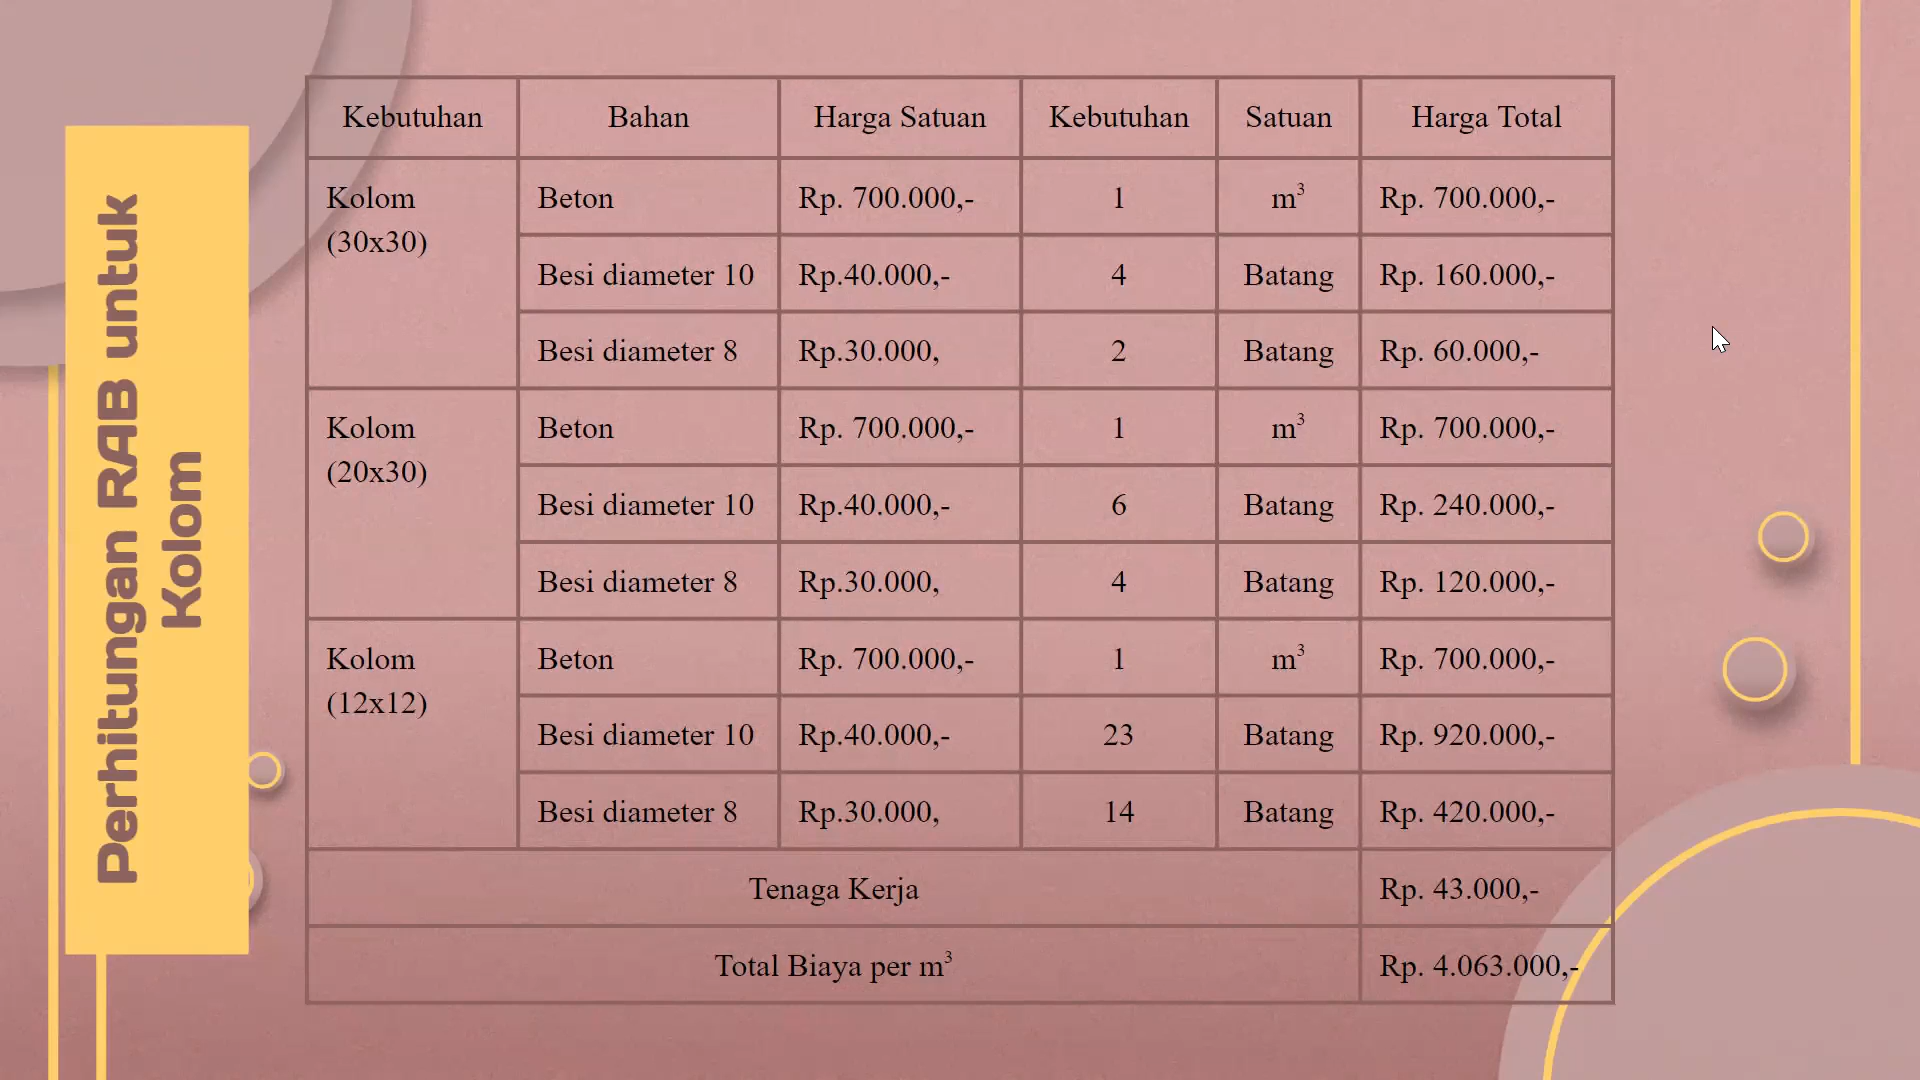 Perhitungan RAB untuk
Kolom
Kebutuhan Bahan Harga Satuan Kebutuhan Satuan Harga Total
Kolom (30x30) Beton Rp. 700.000,- 1 m³ Rp. 700.000,-
Besi diameter 10 Rp.40.000,- 4 Batang Rp. 160.000,-
Besi diameter 8 Rp.30.000, 2 Batang Rp. 60.000,-
Kolom (20x30) Beton Rp. 700.000,- 1 m³ Rp. 700.000,-
Besi diameter 10 Rp.40.000,- 6 Batang Rp. 240.000,-
Besi diameter 8 Rp.30.000, 4 Batang Rp. 120.000,-
Kolom (12x12) Beton Rp. 700.000,- 1 m³ Rp. 700.000,-
Besi diameter 10 Rp.40.000,- 23 Batang Rp. 920.000,-
Besi diameter 8 Rp.30.000, 14 Batang Rp. 420.000,-
Tenaga Kerja Rp. 43.000,-
Total Biaya per m³ Rp. 4.063.000,-